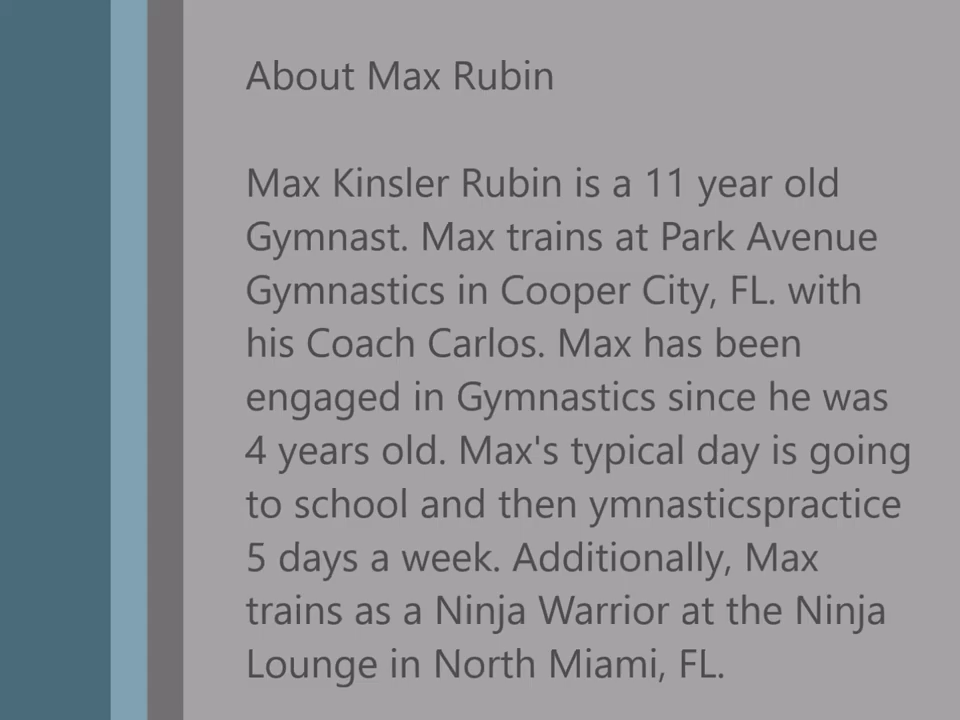 About Max Rubin
Max Kinsler Rubin is a 11 year old
Gymnast. Max trains at Park Avenue
Gymnastics in Cooper City, FL. with
his Coach Carlos. Max has been
engaged in Gymnastics since he was
4 years old. Max's typical day is going
to school and then ymnasticspractice
5 days a week. Additionally, Max
trains as a Ninja Warrior at the Ninja
Lounge in North Miami, FL.